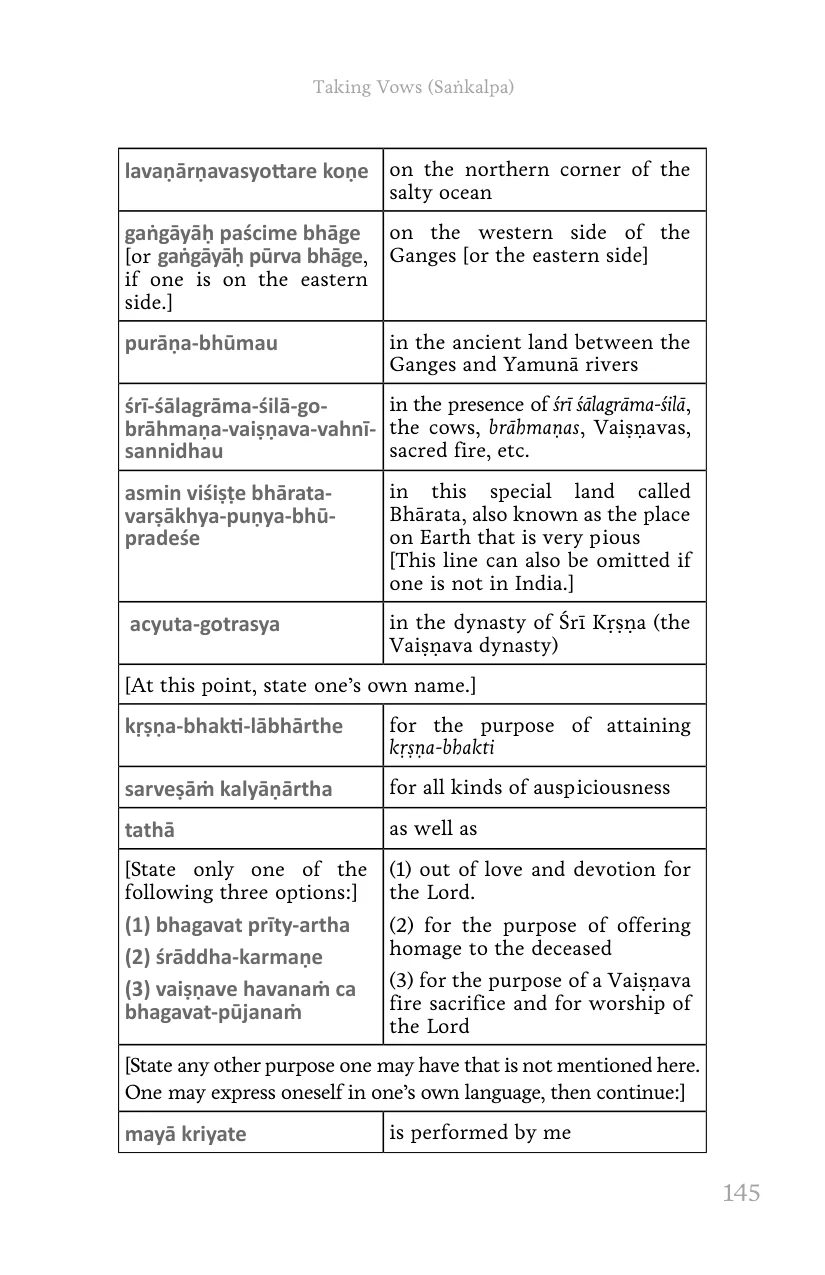 Taking Vows (Saṅkalpa)
lavaṇārṇavasyottare koṇe
on the northern corner of the
salty ocean
gaṅgāyāḥ paścime bhāge
[or gaṅgāyāḥ pūrva bhāge,
if one is on the eastern
side.]
on the western side of the
Ganges [or the eastern side]
purāṇa-bhūmau
in the ancient land between the
Ganges and Yamunā rivers
śrī-śālagrāma-śilā-go-
brāhmaṇa-vaiṣṇava-vahnī-
sannidhau
in the presence of śrī śālagrāma-śilā,
the cows, brāhmaṇas, Vaiṣṇavas,
sacred fire, etc.
asmin viśiṣṭe bhārata-
varṣākhya-puṇya-bhū-
pradeśe
in this special land called
Bhārata, also known as the place
on Earth that is very pious
[This line can also be omitted if
one is not in India.]
acyuta-gotrasya
in the dynasty of Śrī Kṛṣṇa (the
Vaiṣṇava dynasty)
[At this point, state one’s own name.]
kṛṣṇa-bhakti-lābhārthe
for the purpose of attaining
kṛṣṇa-bhakti
sarveṣāṁ kalyāṇārtha
for all kinds of auspiciousness
tathā
as well as
[State only one of the
following three options:]
(1) bhagavat prīty-artha
(2) śrāddha-karmaṇe
(3) vaiṣṇave havanaṁ ca
bhagavat-pūjanaṁ
(1) out of love and devotion for
the Lord.
(2) for the purpose of offering
homage to the deceased
(3) for the purpose of a Vaiṣṇava
fire sacrifice and for worship of
the Lord
[State any other purpose one may have that is not mentioned here.
One may express oneself in one’s own language, then continue:]
mayā kriyate
is performed by me
145